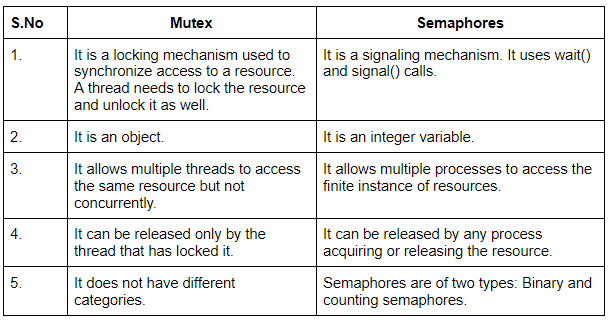 S.No Mutex Semaphores
1. It is a locking mechanism used to
synchronize access to a resource.
A thread needs to lock the resource
and unlock it as well.
It is a signaling mechanism. It uses wait()
and signal() calls.
2. It is an object. It is an integer variable.
3. It allows multiple threads to access
the same resource but not
concurrently.
It allows multiple processes to access the
finite instance of resources.
4. It can be released only by the
thread that has locked it.
It can be released by any process
acquiring or releasing the resource.
5. It does not have different
categories.
Semaphores are of two types: Binary and
counting semaphores.